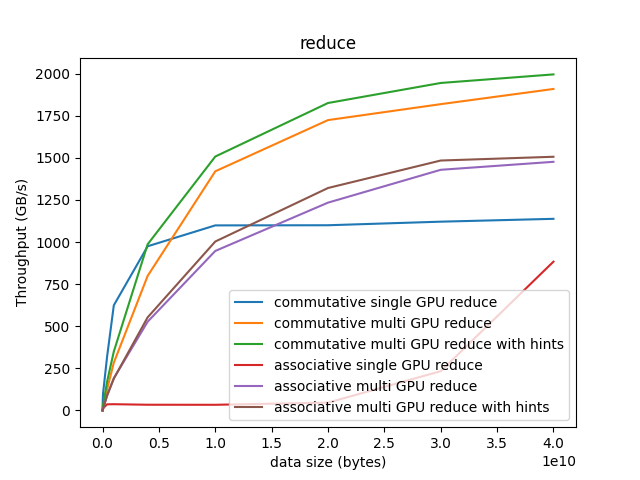 reduce
2000
1750
1500
1250
1000
750
500
250
0
Throughput (GB/s)
commutative single GPU reduce
commutative multi GPU reduce
commutative multi GPU reduce with hints
associative single GPU reduce
associative multi GPU reduce
associative multi GPU reduce with hints
0.0 0.5 1.0 1.5 2.0 2.5 3.0 3.5 4.0
1e10
data size (bytes)